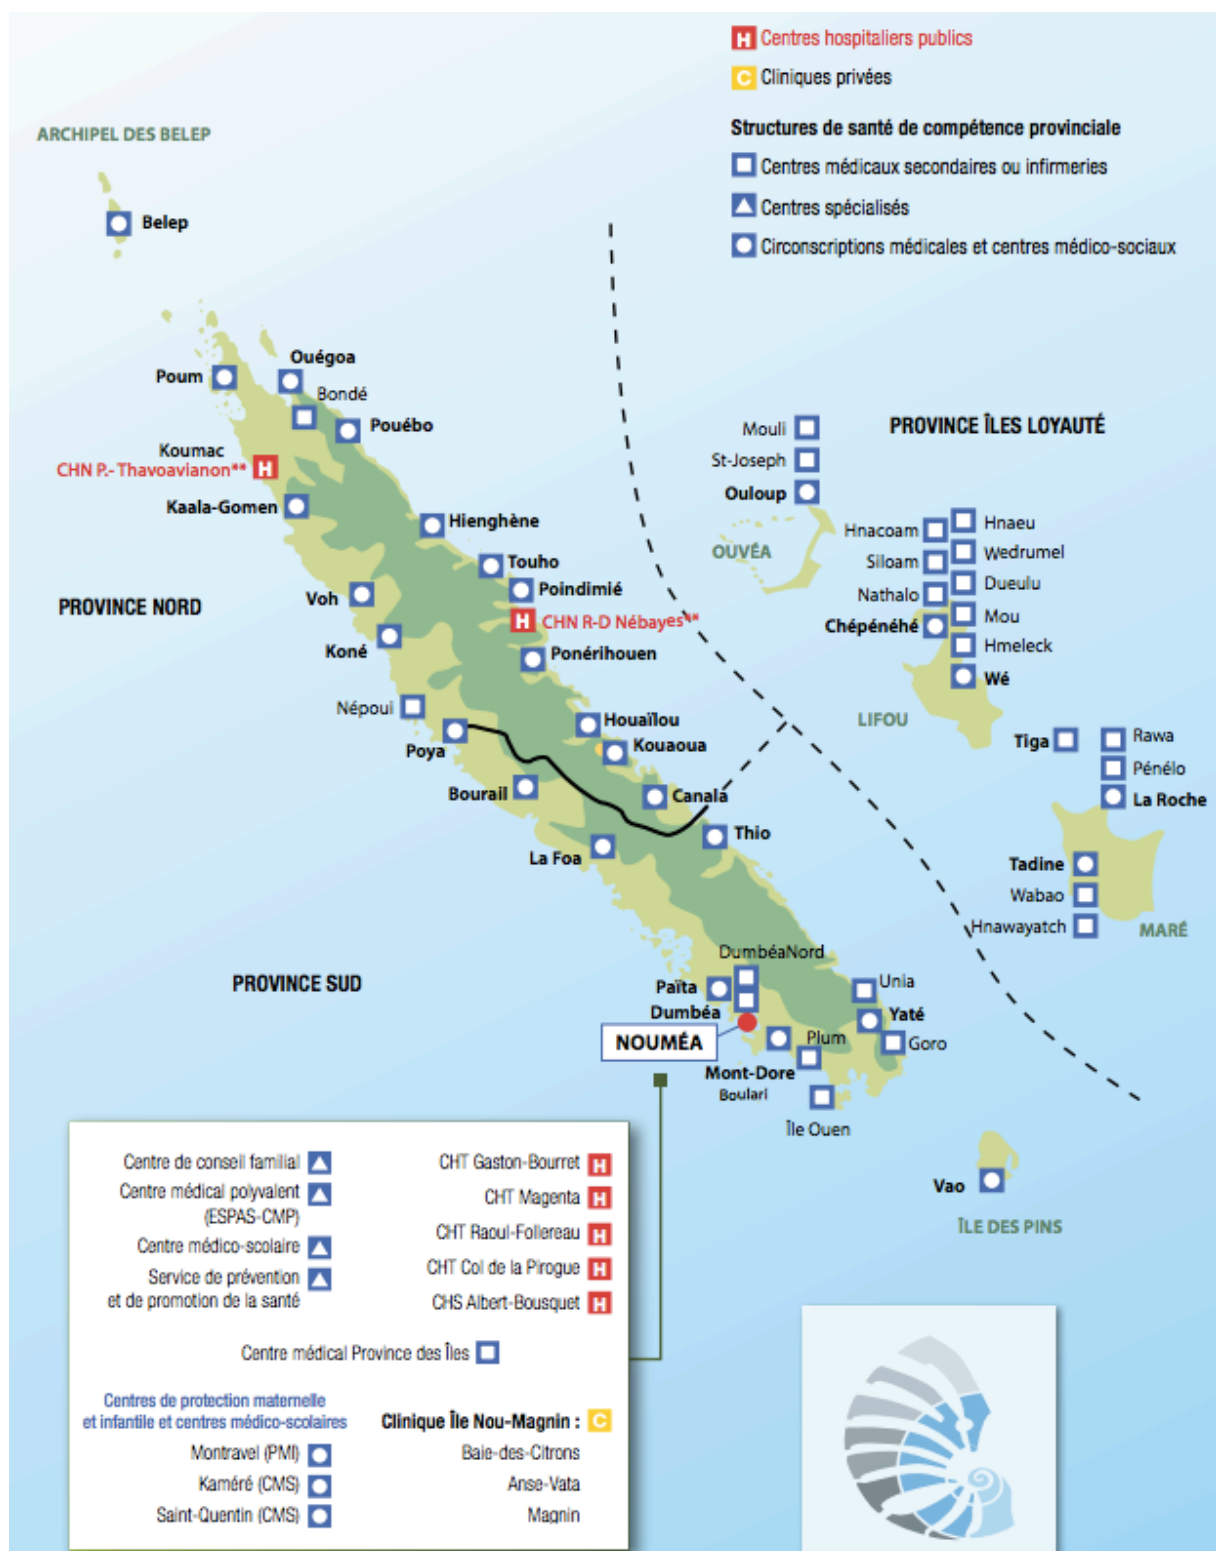 H Centres hospitaliers publics
C Cliniques privées
Structures de santé de compétence provinciale
Centres médicaux secondaires ou infirmeries
Centres spécialisés
Circonscriptions médicales et centres médico-sociaux
ARCHIPEL DES BELEP
Belep
Ouégoa
Poum
Bondé
Pouébo
Koumac
CHN P.- Thavoavianon** H
Kaala-Gomen
Hienghène
Touho
Poindimié
PROVINCE NORD
Voh
H CHN R-D Nébayes**
Koné
Ponérihouen
Népoui
Houaïlou
Poya
Kouaoua
Bourail
Canala
Thio
La Foa
PROVINCE ÎLES LOYAUTÉ
Mouli
St-Joseph
Ouloup
OUVÉA
Hnacoam
Hnaeu
Siloam
Wedrumel
Nathalo
Dueulu
Chépénéhé
Mou
Hmeleck
Wé
LIFOU
Tiga
Rawa
Pénélo
La Roche
Tadine
Wabao
Hnawayatch
MARÉ
PROVINCE SUD
DumbéaNord
Païta
Dumbéa
Unia
Yaté
NOUMÉA
Plum
Goro
Mont-Dore
Boulari
Île Ouen
Vao
ÎLE DES PINS
Centre de conseil familial
Centre médical polyvalent
(ESPAS-CMP)
Centre médico-scolaire
Service de prévention
et de promotion de la santé
CHT Gaston-Bourret H
CHT Magenta H
CHT Raoul-Follereau H
CHT Col de la Pirogue H
CHS Albert-Bousquet H
Centre médical Province des Îles
Centres de protection maternelle
et infantile et centres médico-scolaires
Montravel (PMI)
Kaméré (CMS)
Saint-Quentin (CMS)
Clinique Île Nou-Magnin : C
Baie-des-Citrons
Anse-Vata
Magnin